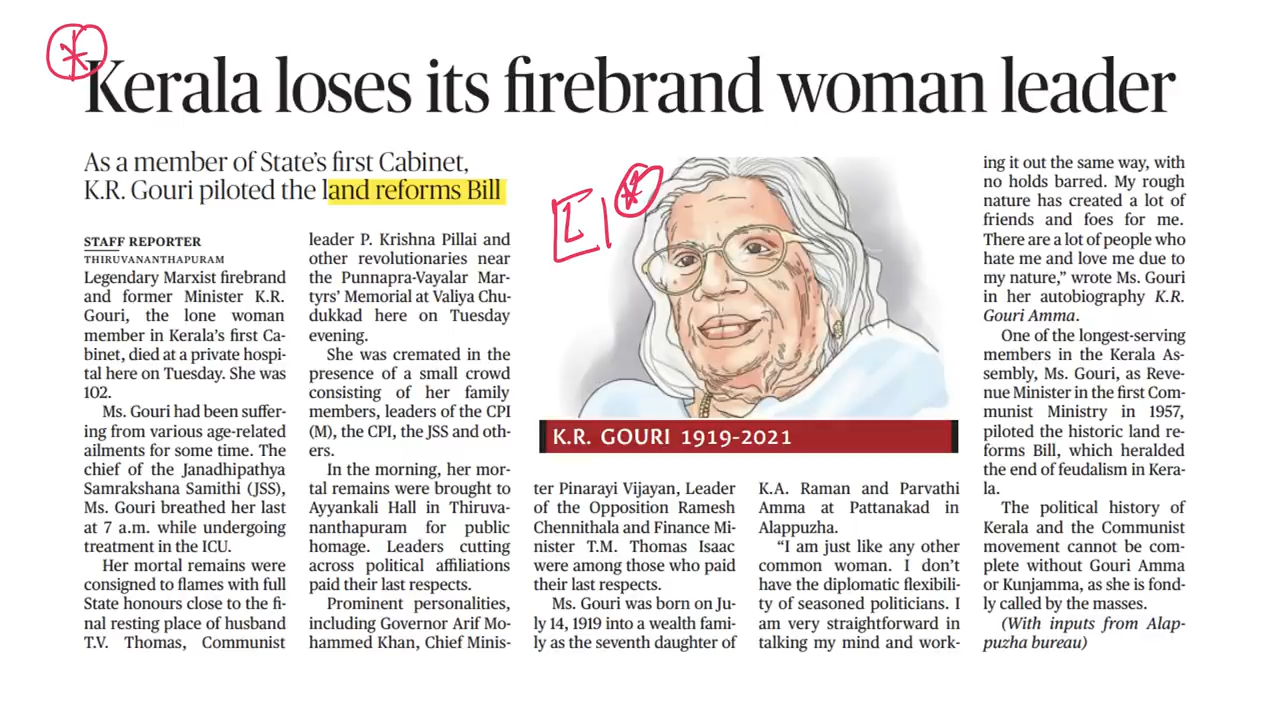 Kerala loses its firebrand woman leader
As a member of State's first Cabinet,
K.R. Gouri piloted the land reforms Bill
STAFF REPORTER
THIRUVANANTHAPURAM
Legendary Marxist firebrand
and former Minister K.R.
Gouri, the lone woman
member in Kerala's first Ca-
binet, died at a private hospi-
tal here on Tuesday. She was
102.
Ms. Gouri had been suffer-
ing from various age-related
ailments for some time. The
chief of the Janadhipathya
Samrakshana Samithi (JSS),
Ms. Gouri breathed her last
at 7 a.m. while undergoing
treatment in the ICU.
Her mortal remains were
consigned to flames with full
State honours close to the fi-
nal resting place of husband
T.V. Thomas, Communist
leader P. Krishna Pillai and
other revolutionaries near
the Punnapra-Vayalar Mar-
tyrs' Memorial at Valiya Chu-
dukkad here on Tuesday
evening.
She was cremated in the
presence of a small crowd
consisting of her family
members, leaders of the CPI
(M), the CPI, the JSS and oth-
ers.
In the morning, her mor-
tal remains were brought to
Ayyankali Hall in Thiruva-
nanthapuram for public
homage. Leaders cutting
across political affiliations
paid their last respects.
Prominent personalities,
including Governor Arif Mo-
hammed Khan, Chief Minis-
K.R. GOURI 1919-2021
ter Pinarayi Vijayan, Leader
of the Opposition Ramesh
Chennithala and Finance Mi-
nister T.M. Thomas Isaac
were among those who paid
their last respects.
Ms. Gouri was born on Ju-
ly 14, 1919 into a wealth fami-
ly as the seventh daughter of
K.A. Raman and Parvathi
Amma at Pattanakad in
Alappuzha.
"I am just like any other
common woman. I don't
have the diplomatic flexibili-
ty of seasoned politicians. I
am very straightforward in
talking my mind and work-
ing it out the same way, with
no holds barred. My rough
nature has created a lot of
friends and foes for me.
There are a lot of people who
hate me and love me due to
my nature," wrote Ms. Gouri
in her autobiography K.R.
Gouri Amma.
One of the longest-serving
members in the Kerala As-
sembly, Ms. Gouri, as Reve-
nue Minister in the first Com-
munist Ministry in 1957,
piloted the historic land re-
forms Bill, which heralded
the end of feudalism in Kera-
la.
The political history of
Kerala and the Communist
movement cannot be com-
plete without Gouri Amma
or Kunjamma, as she is fond-
ly called by the masses.
(With inputs from Alap-
puzha bureau)